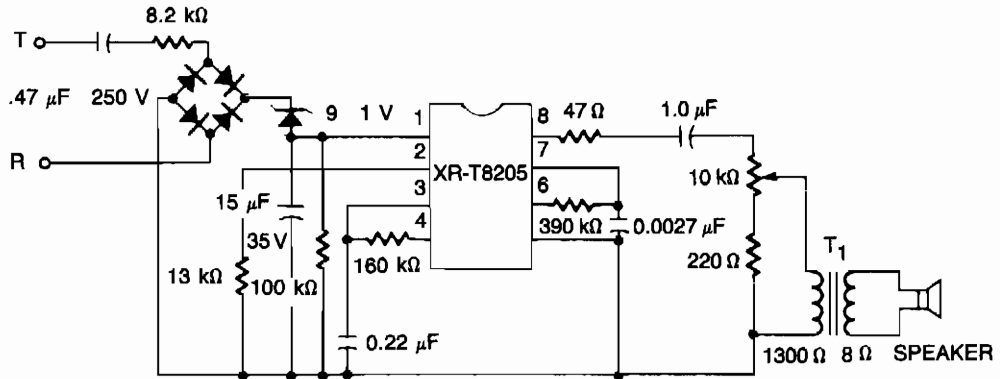 8.2 kΩ
T
.47 µF 250 V
R
9 1 V
1
2
3
4
XR-T8205
8
7
6
47 Ω
1.0 µF
10 kΩ
390 kΩ
0.0027 µF
220 Ω
T1
15 µF
35 V
13 kΩ
100 kΩ
160 kΩ
0.22 µF
1300 Ω
8 Ω
SPEAKER